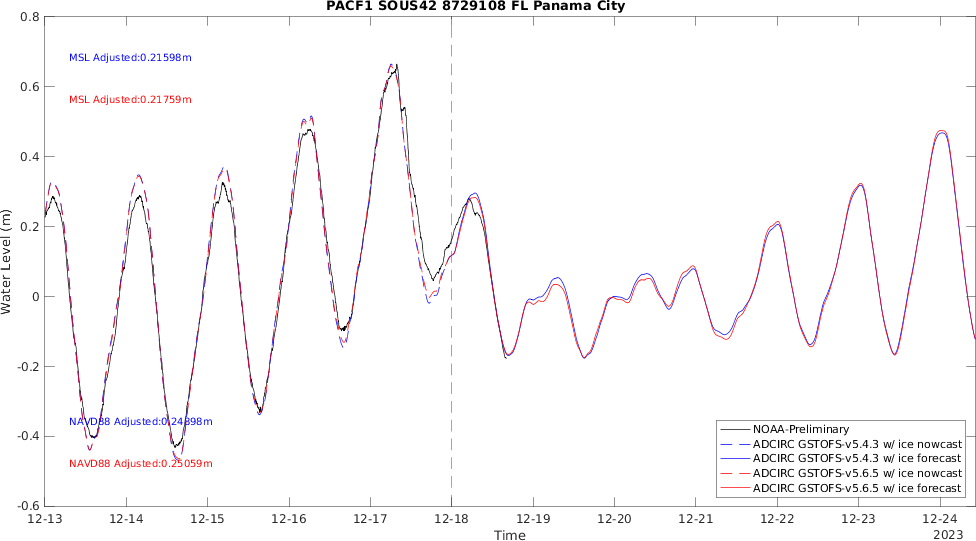 PACF1 SOUS42 8729108 FL Panama City
0.8
0.6
0.4
0.2
0
-0.2
-0.4
-0.6
Water Level (m)
MSL Adjusted:0.21598m
MSL Adjusted:0.21759m
NAVD88 Adjusted:0.24898m
NAVD88 Adjusted:0.25059m
NOAA-Preliminary
ADCIRC GSTOFS-v5.4.3 w/ ice nowcast
ADCIRC GSTOFS-v5.4.3 w/ ice forecast
ADCIRC GSTOFS-v5.6.5 w/ ice nowcast
ADCIRC GSTOFS-v5.6.5 w/ ice forecast
12-13 12-14 12-15 12-16 12-17 12-18 12-19 12-20 12-21 12-22 12-23 12-24
Time
2023